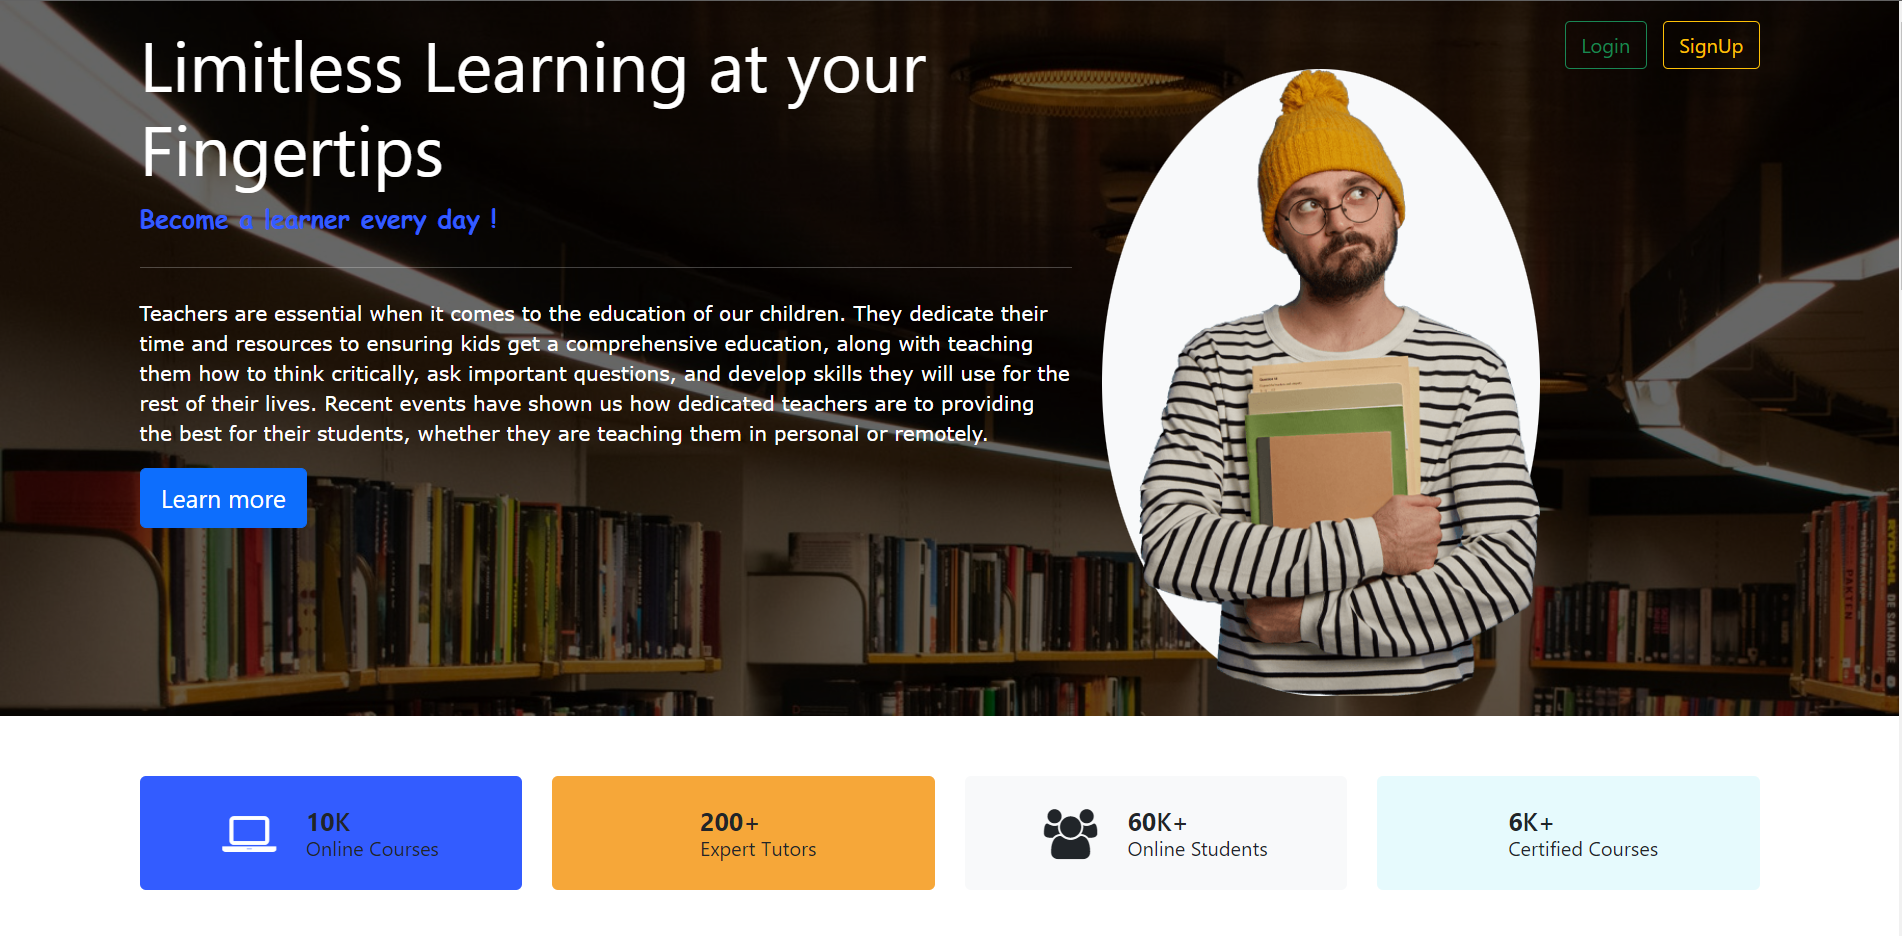 Login
SignUp
Limitless Learning at your
Fingertips
Become a learner every day !
Teachers are essential when it comes to the education of our children. They dedicate their
time and resources to ensuring kids get a comprehensive education, along with teaching
them how to think critically, ask important questions, and develop skills they will use for the
rest of their lives. Recent events have shown us how dedicated teachers are to providing
the best for their students, whether they are teaching them in personal or remotely.
Learn more
RYDAHL
DE SAKNADE
PAKTEN
10K
Online Courses
200+
Expert Tutors
60K+
Online Students
6K+
Certified Courses